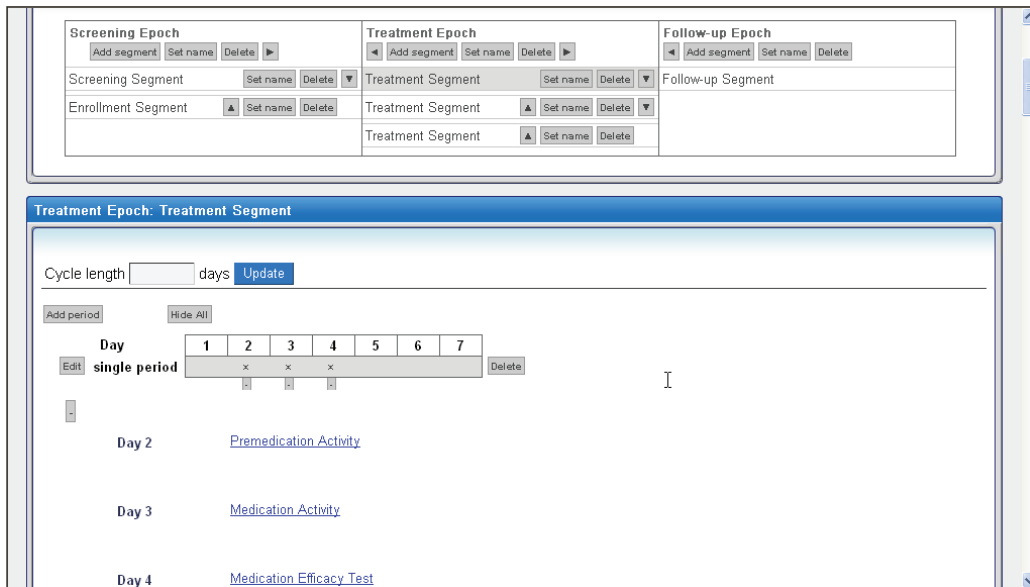 Screening Epoch Treatment Epoch Follow-up Epoch
Add segment Set name Delete ► ◄ Add segment Set name Delete ► ◄ Add segment Set name Delete
Screening Segment Set name Delete ▼ Treatment Segment Set name Delete ▼ Follow-up Segment
Enrollment Segment ▲ Set name Delete Treatment Segment ▲ Set name Delete ▼
Treatment Segment ▲ Set name Delete
Treatment Epoch: Treatment Segment
Cycle length days Update
Add period Hide All
Day 1 2 3 4 5 6 7
Edit single period × × × Delete
- - -
-
Day 2 Premedication Activity
Day 3 Medication Activity
Day 4 Medication Efficacy Test